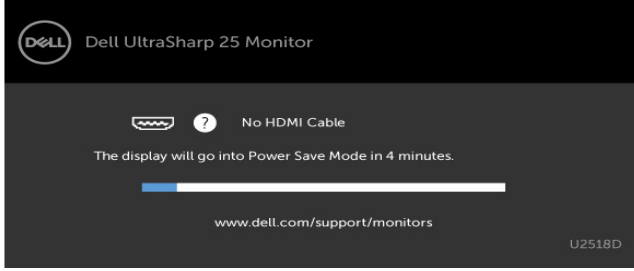 DELL
Dell UltraSharp 25 Monitor
? No HDMI Cable
The display will go into Power Save Mode in 4 minutes.
www.dell.com/support/monitors
U2518D